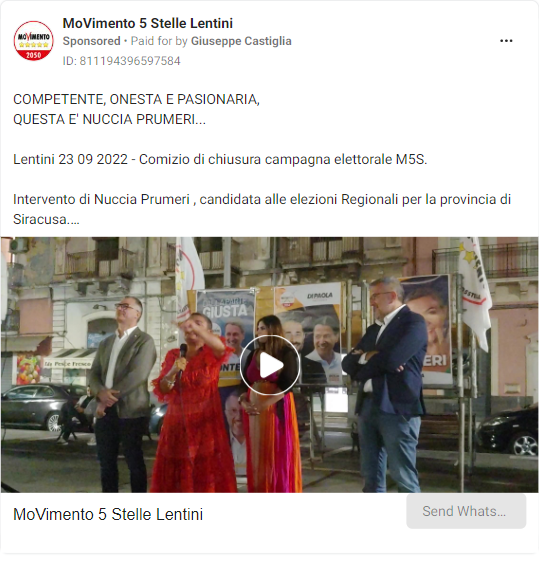 MoVimento 5 Stelle Lentini
Sponsored • Paid for by Giuseppe Castiglia
ID: 811194396597584
MOVIMENTO
2050
COMPETENTE, ONESTA E PASIONARIA,
QUESTA E' NUCCIA PRUMERI...
Lentini 23 09 2022 - Comizio di chiusura campagna elettorale M5S.
Intervento di Nuccia Prumeri , candidata alle elezioni Regionali per la provincia di
Siracusa....
GIUSTA
DI PAOLA
MoVimento 5 Stelle Lentini
Send Whats...